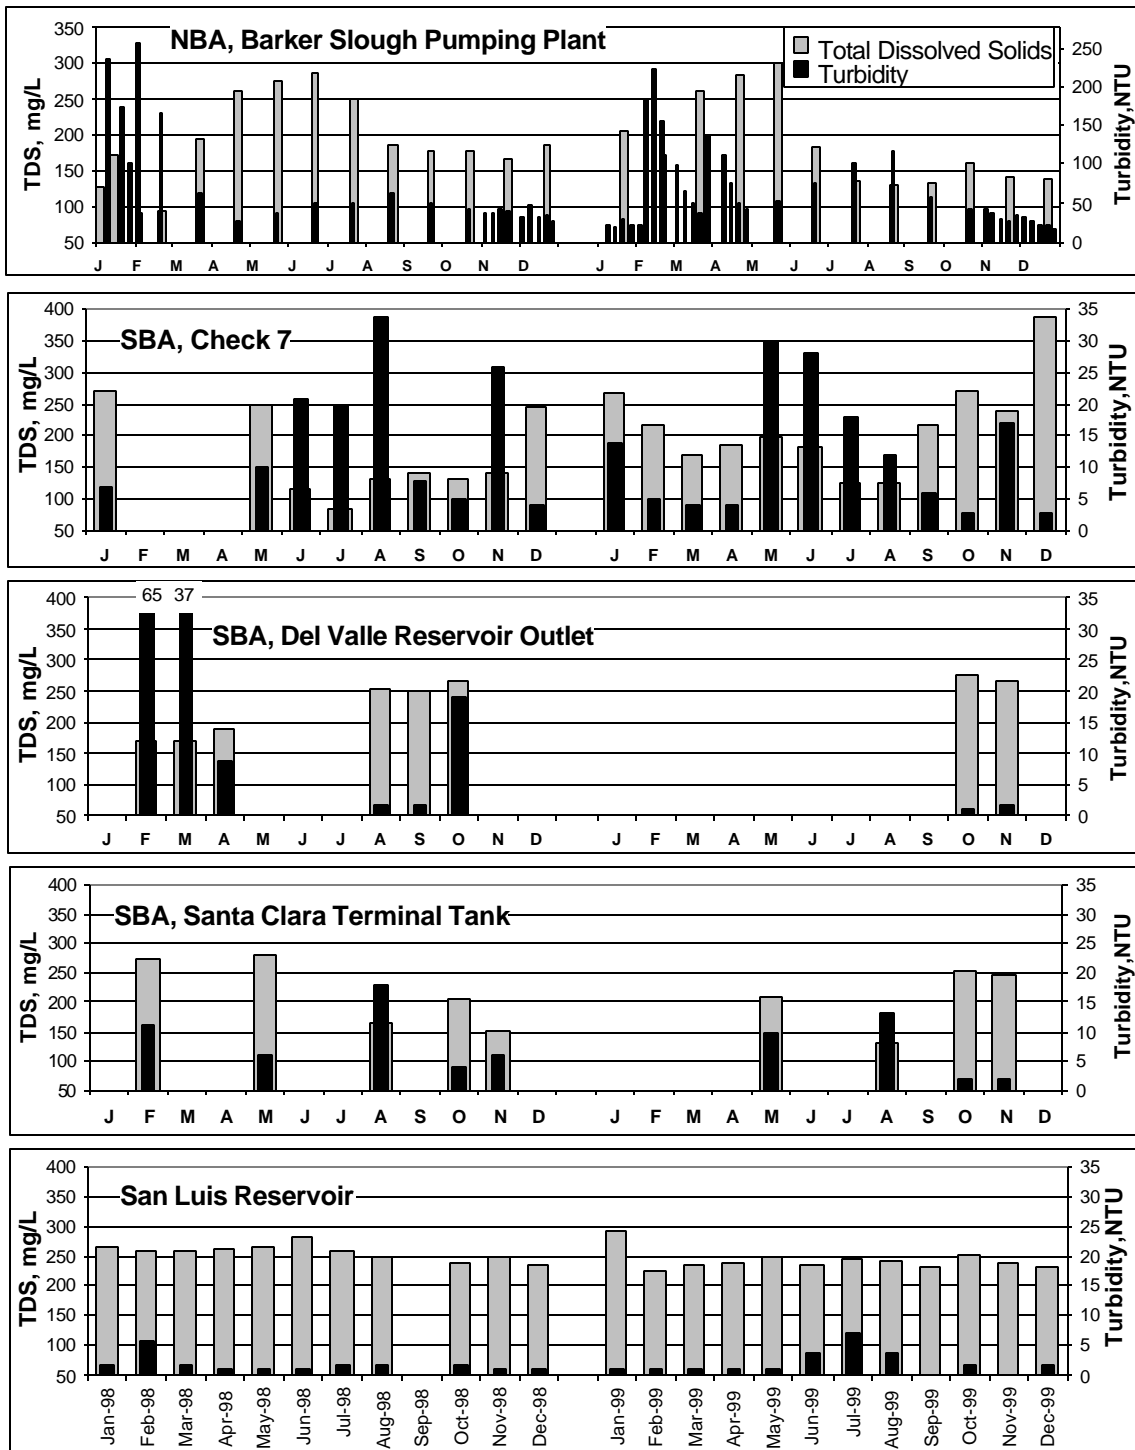 NBA, Barker Slough Pumping Plant
Total Dissolved Solids
Turbidity
TDS, mg/L
350
300
250
200
150
100
50
Turbidity,NTU
250
200
150
100
50
0
J F M A M J J A S O N D J F M A M J J A S O N D
SBA, Check 7
TDS, mg/L
400
350
300
250
200
150
100
50
Turbidity,NTU
35
30
25
20
15
10
5
0
J F M A M J J A S O N D J F M A M J J A S O N D
65 37
SBA, Del Valle Reservoir Outlet
TDS, mg/L
400
350
300
250
200
150
100
50
Turbidity,NTU
35
30
25
20
15
10
5
0
J F M A M J J A S O N D J F M A M J J A S O N D
SBA, Santa Clara Terminal Tank
TDS, mg/L
400
350
300
250
200
150
100
50
Turbidity,NTU
35
30
25
20
15
10
5
0
J F M A M J J A S O N D J F M A M J J A S O N D
San Luis Reservoir
TDS, mg/L
400
350
300
250
200
150
100
50
Turbidity,NTU
35
30
25
20
15
10
5
0
Jan-98
Feb-98
Mar-98
Apr-98
May-98
Jun-98
Jul-98
Aug-98
Sep-98
Oct-98
Nov-98
Dec-98
Jan-99
Feb-99
Mar-99
Apr-99
May-99
Jun-99
Jul-99
Aug-99
Sep-99
Oct-99
Nov-99
Dec-99